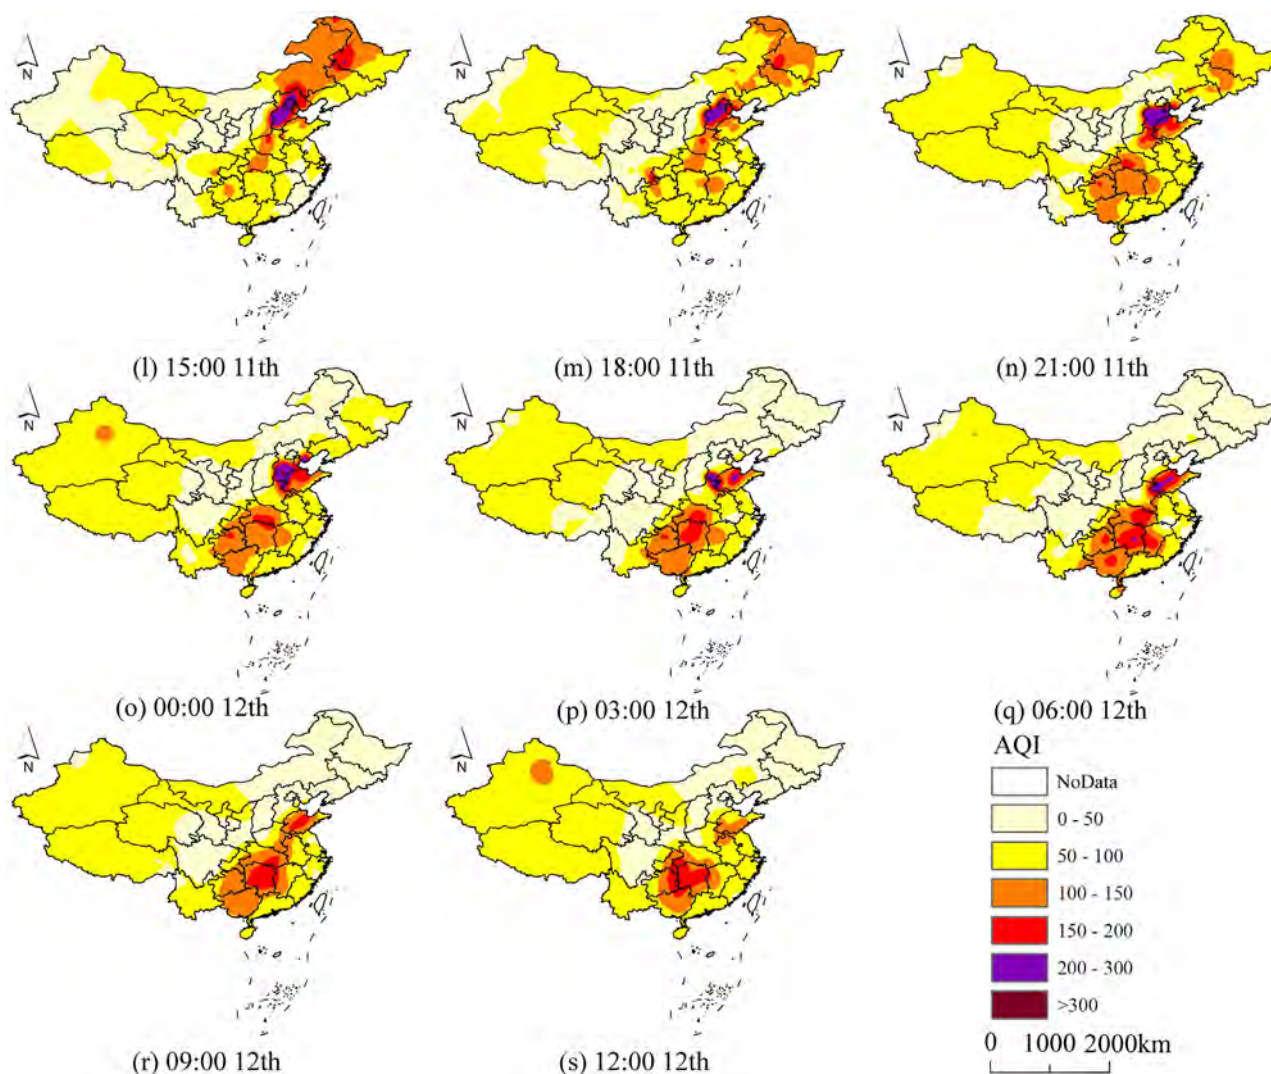 N
N
N
(l) 15:00 11th
(m) 18:00 11th
(n) 21:00 11th
N
N
N
(o) 00:00 12th
(p) 03:00 12th
(q) 06:00 12th
N
N
AQI
NoData
0 - 50
50 - 100
100 - 150
150 - 200
200 - 300
>300
0 1000 2000km
(r) 09:00 12th
(s) 12:00 12th